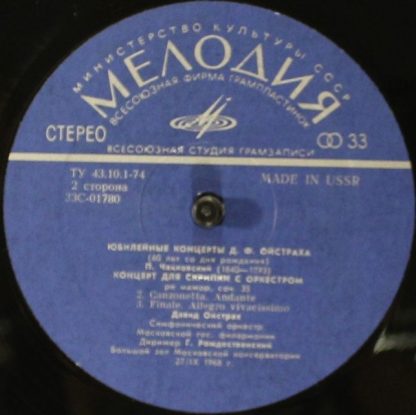 МИНИСТЕРСТВО КУЛЬТУРЫ СССР
МЕЛОДИЯ
ВСЕСОЮЗНАЯ ФИРМА ГРАМПЛАСТИНОК
СТЕРЕО
33
ВСЕСОЮЗНАЯ СТУДИЯ ГРАМЗАПИСИ
ТУ 43.10.1-74
2 сторона
33С-01780
MADE IN USSR
ЮБИЛЕЙНЫЕ КОНЦЕРТЫ Д. Ф. ОЙСТРАХА
(60 лет со дня рождения)
П. Чайковский (1840—1893)
КОНЦЕРТ ДЛЯ СКРИПКИ С ОРКЕСТРОМ
ре мажор, соч. 35
2. Canzonetta. Andante
3. Finale. Allegro vivacissimo
Давид Ойстрах
Симфонический оркестр
Московской гос. филармонии
Дирижер Г. Рождественский
Большой зал Московской консерватории
27/IX 1968 г.